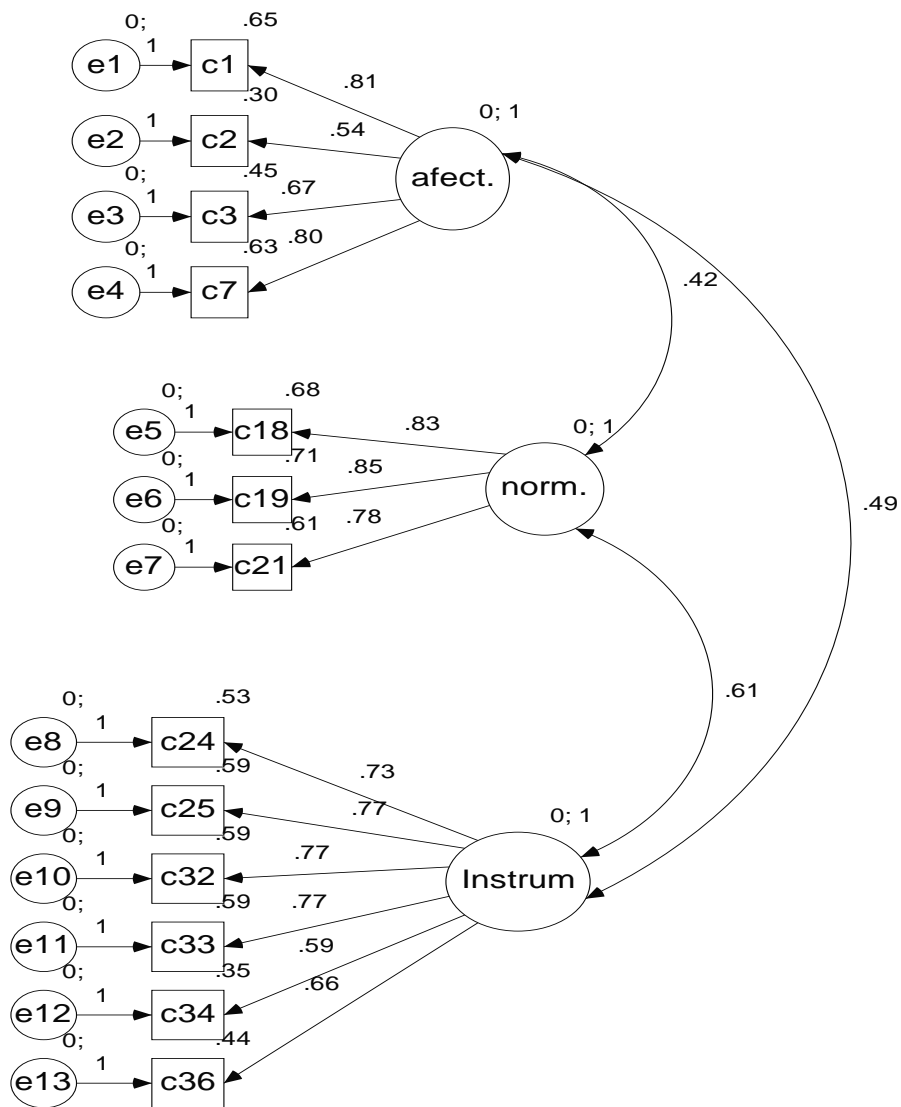 0; .65
1
e1 c1
.81
.30
0; 1
1
e2 c2
.54
afect.
0; .45
1
e3 c3
.67
0; .63
1
.80
e4 c7
.42
0; .68
1
e5 c18
.83
0; 1
0; .71
1
e6 c19
.85
norm.
0; .61
1
.78
e7 c21
.49
.61
0; .53
1
e8 c24
.73
0; .59
1
e9 c25
.77
0; 1
0; .59
1
e10 c32
.77
Instrum
0; .59
1
.77
e11 c33
.59
0; .35
1
.66
e12 c34
0; .44
1
e13 c36